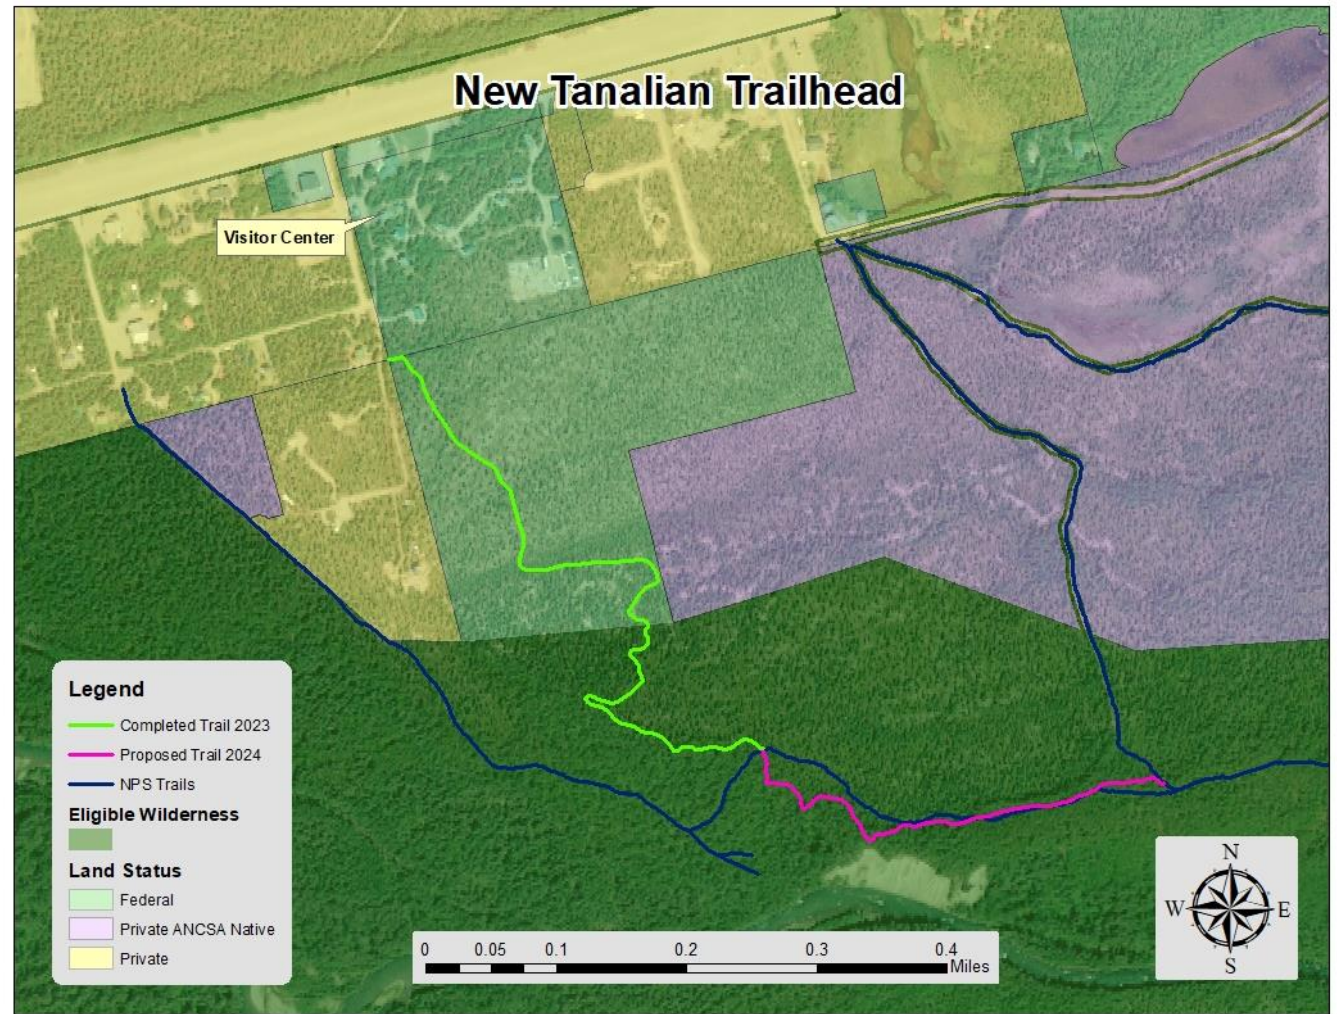 New Tanalian Trailhead
Visitor Center
Legend
Completed Trail 2023
Proposed Trail 2024
NPS Trails
Eligible Wilderness
Land Status
Federal
Private ANCSA Native
Private
0 0.05 0.1 0.2 0.3 0.4
Miles
N
W E
S